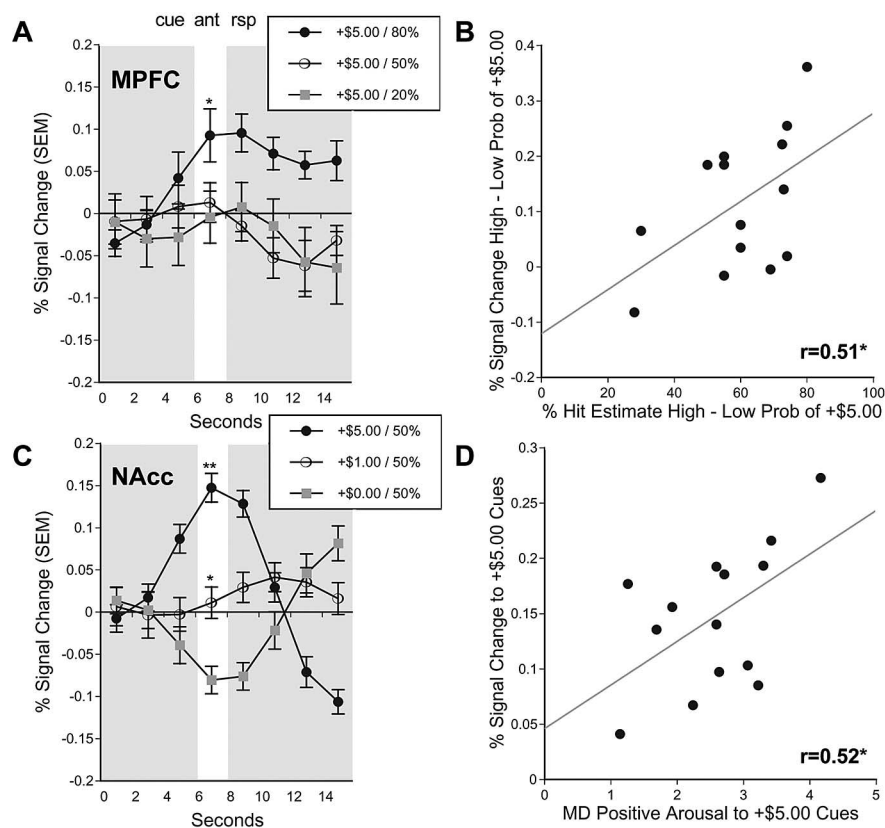 A
cue ant rsp
+$5.00 / 80%
+$5.00 / 50%
+$5.00 / 20%
MPFC
*
% Signal Change (SEM)
0.2
0.15
0.1
0.05
0
-0.05
-0.1
-0.15
-0.2
0 2 4 6 8 10 12 14
Seconds
B
% Signal Change High - Low Prob of +$5.00
0.4
0.3
0.2
0.1
0
-0.1
-0.2
r=0.51*
0 20 40 60 80 100
% Hit Estimate High - Low Prob of +$5.00
C
+$5.00 / 50%
+$1.00 / 50%
+$0.00 / 50%
NAcc
**
*
% Signal Change (SEM)
0.2
0.15
0.1
0.05
0
-0.05
-0.1
-0.15
-0.2
0 2 4 6 8 10 12 14
Seconds
D
% Signal Change to +$5.00 Cues
0.3
0.25
0.2
0.15
0.1
0.05
0
r=0.52*
0 1 2 3 4 5
MD Positive Arousal to +$5.00 Cues